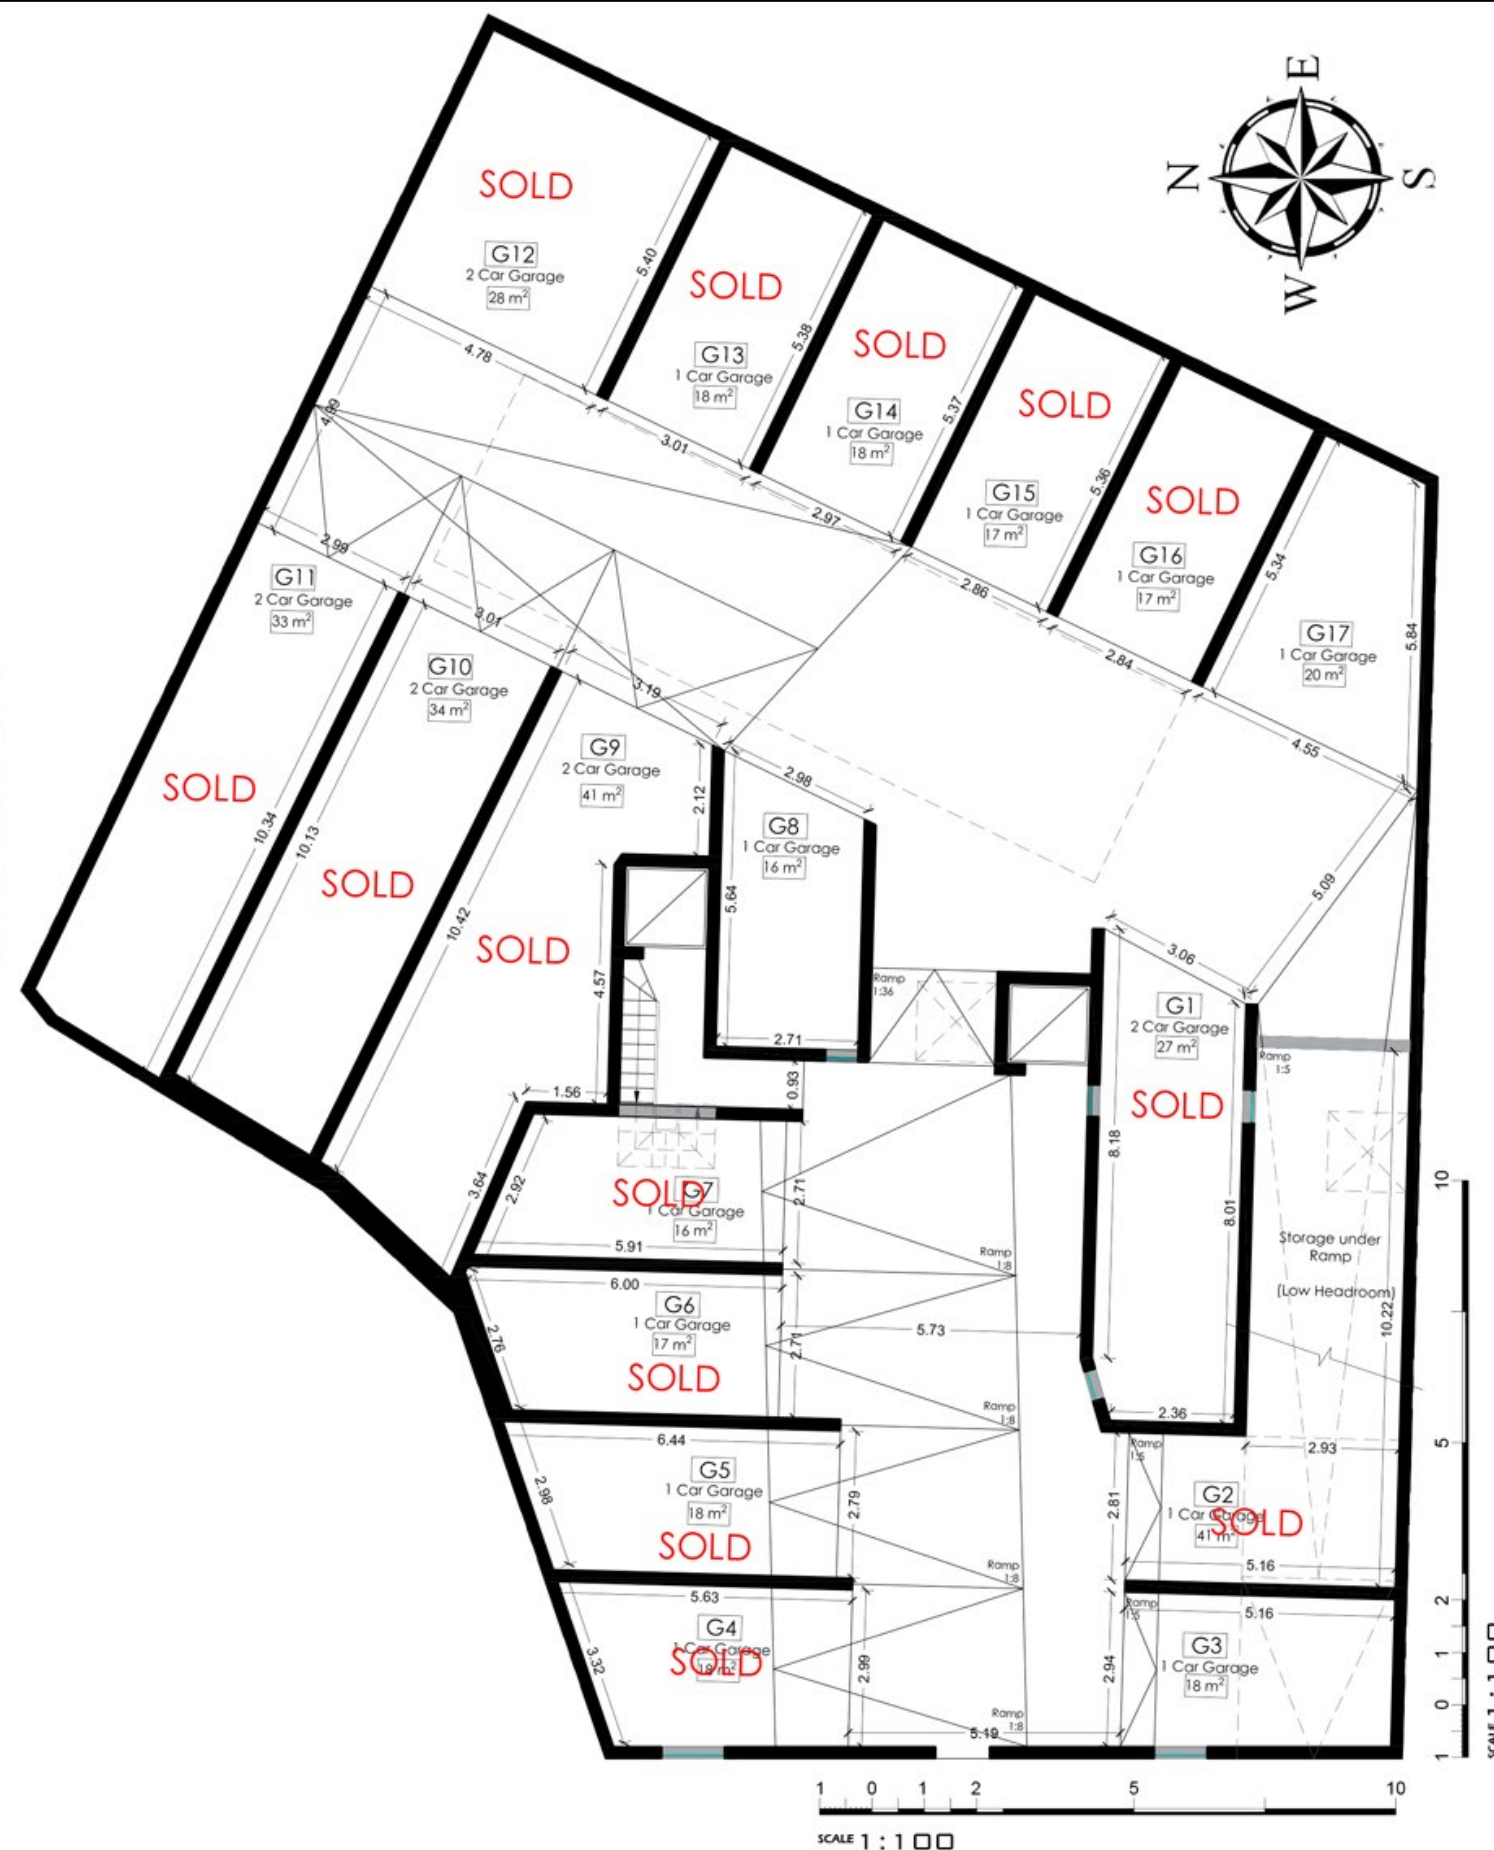 E
N
S
W
SOLD
G12
2 Car Garage
28 m²
5.40
4.78
SOLD
G13
1 Car Garage
18 m²
5.38
3.01
SOLD
G14
1 Car Garage
18 m²
5.37
2.97
SOLD
G15
1 Car Garage
17 m²
5.36
2.86
SOLD
G16
1 Car Garage
17 m²
5.34
2.84
G17
1 Car Garage
20 m²
5.84
4.55
2.99
G11
2 Car Garage
33 m²
SOLD
10.34
3.01
G10
2 Car Garage
34 m²
10.13
SOLD
3.19
G9
2 Car Garage
41 m²
2.12
10.42
SOLD
4.57
1.56
2.98
G8
1 Car Garage
16 m²
5.64
2.71
0.93
Ramp
1:36
5.09
3.06
G1
2 Car Garage
27 m²
SOLD
8.18
8.01
2.36
Ramp
1:5
Storage under
Ramp
(Low Headroom)
10.22
3.64
2.92
SOLD
G7
1 Car Garage
16 m²
2.71
5.91
Ramp
1:8
6.00
G6
1 Car Garage
17 m²
SOLD
2.76
2.71
5.73
Ramp
1:8
6.44
G5
1 Car Garage
18 m²
SOLD
2.98
2.79
Ramp
1:8
5.63
G4
1 Car Garage
18 m²
SOLD
3.32
2.99
Ramp
1:8
5.19
Ramp
1:5
2.93
G2
1 Car Garage
41 m²
SOLD
2.81
5.16
Ramp
1:5
5.16
G3
1 Car Garage
18 m²
2.94
10
5
2
1
0
1
SCALE 1 : 100
1 0 1 2 5 10
SCALE 1 : 100